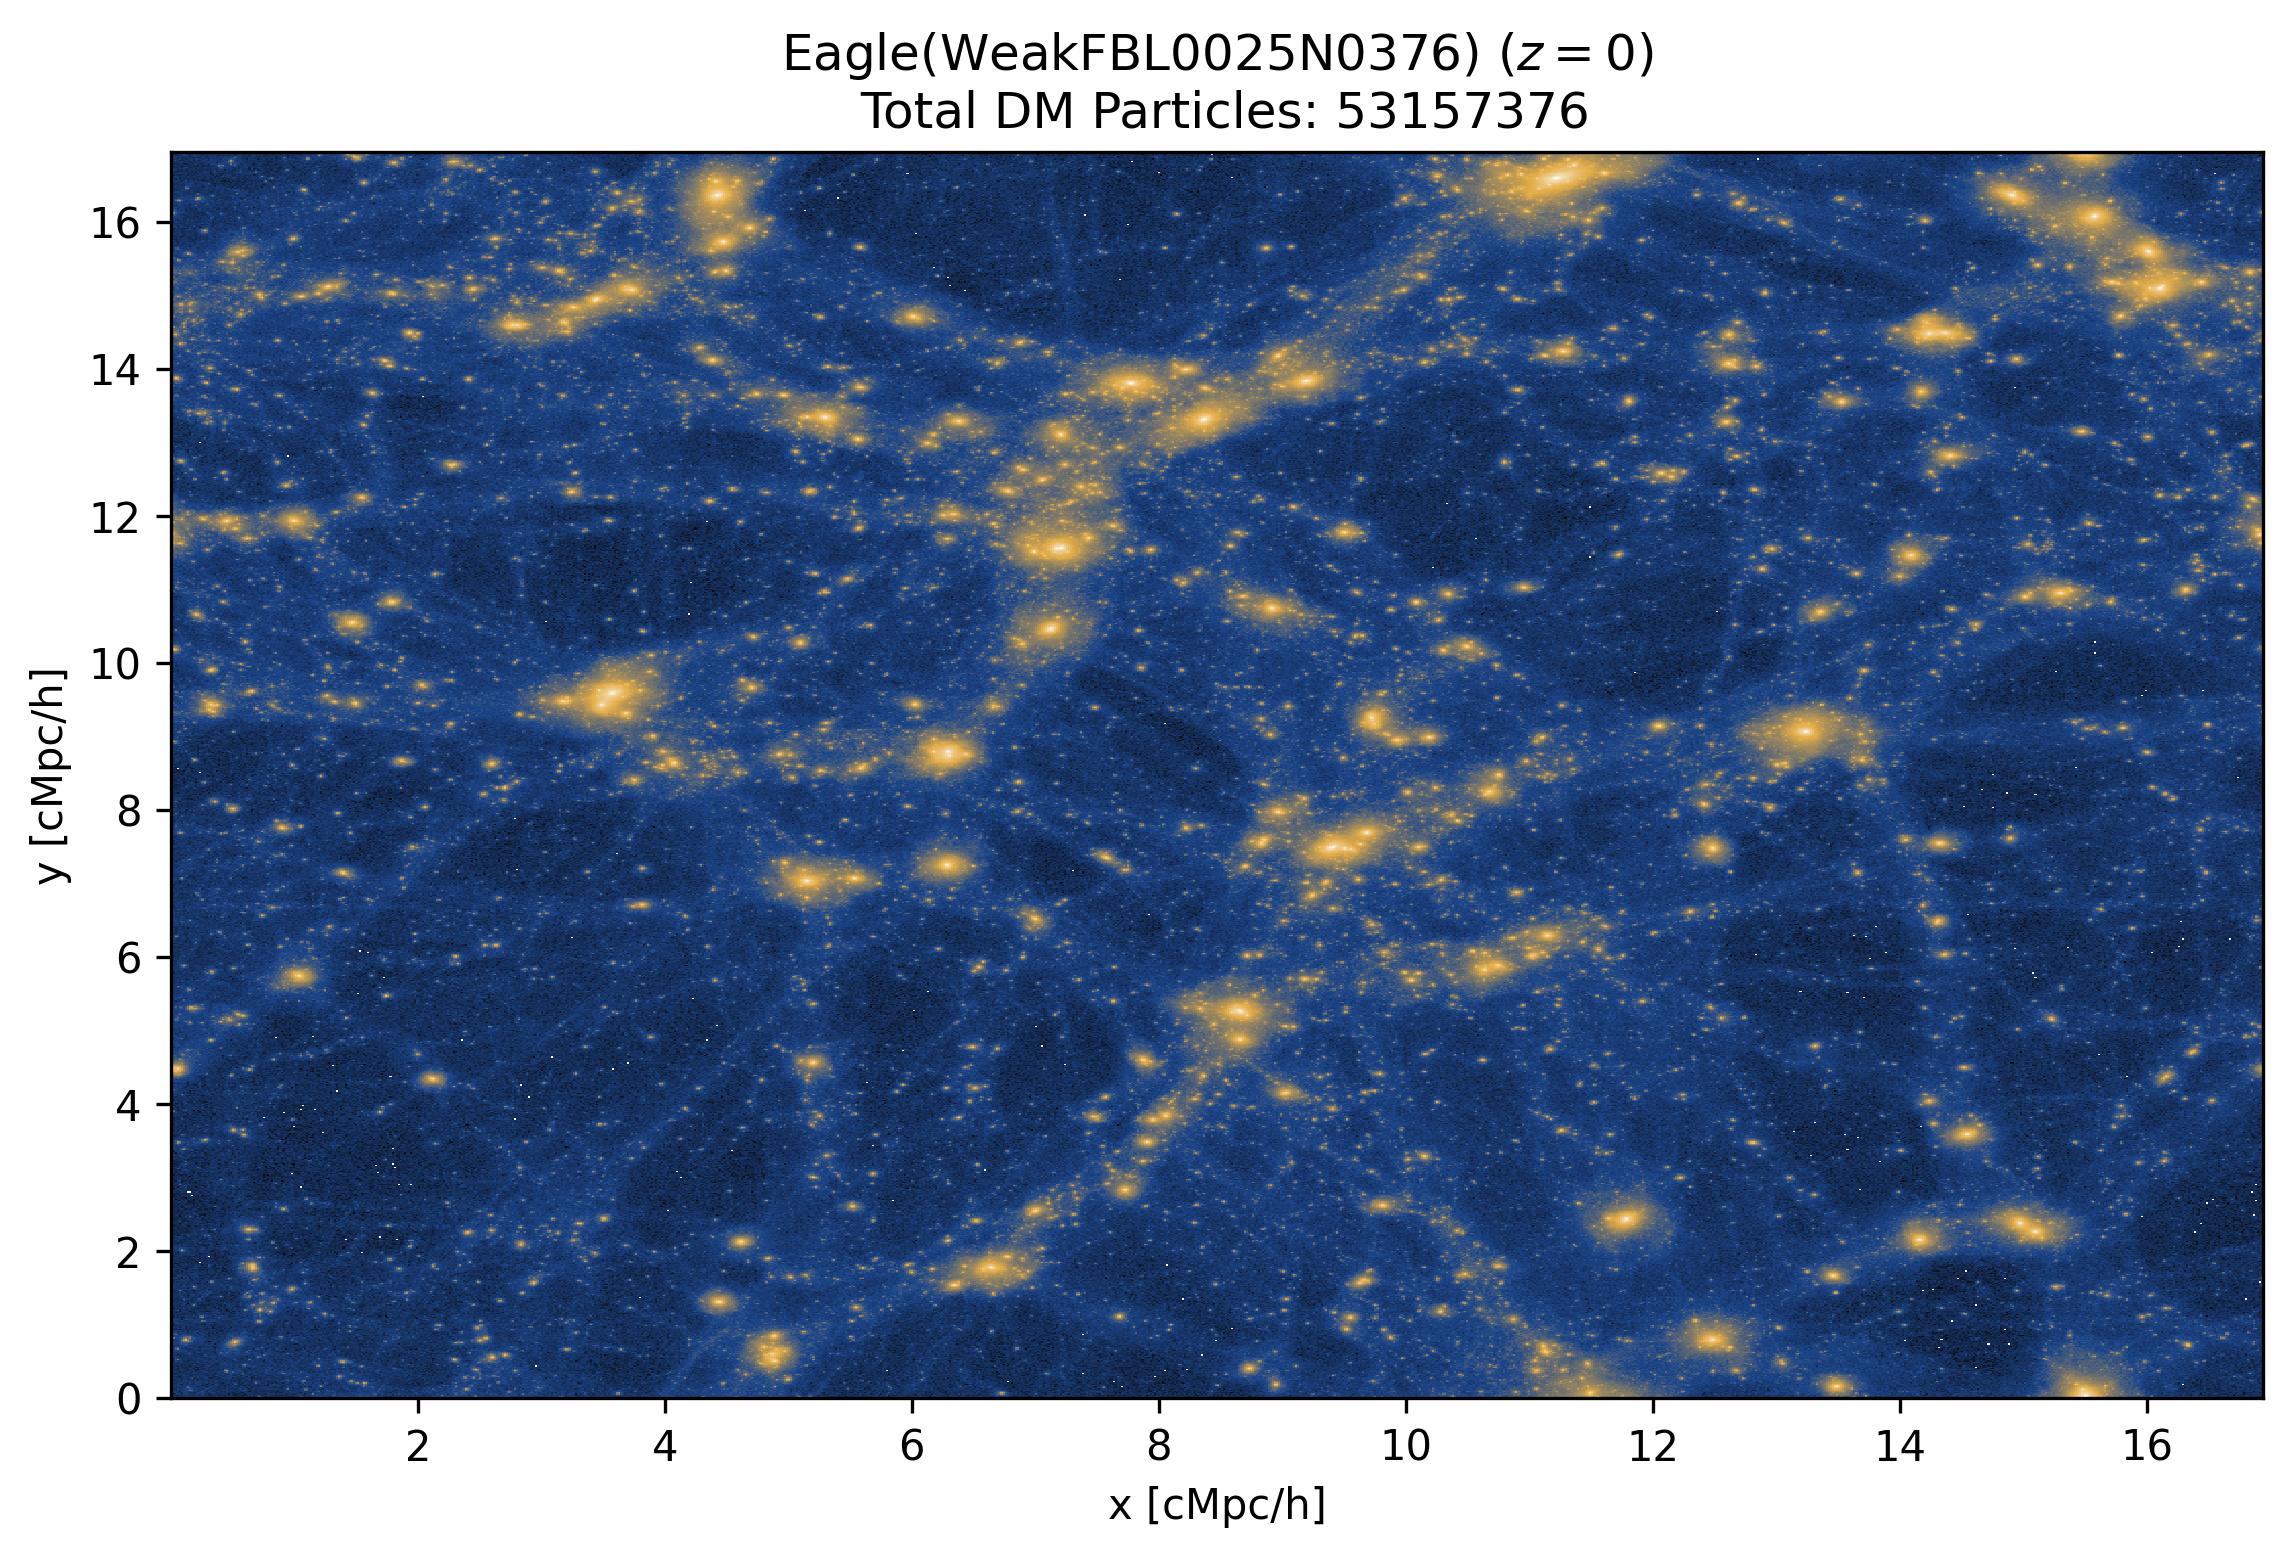 Eagle(WeakFBL0025N0376) (z = 0)
Total DM Particles: 53157376
16
14
12
10
8
6
4
2
0
y [cMpc/h]
2 4 6 8 10 12 14 16
x [cMpc/h]